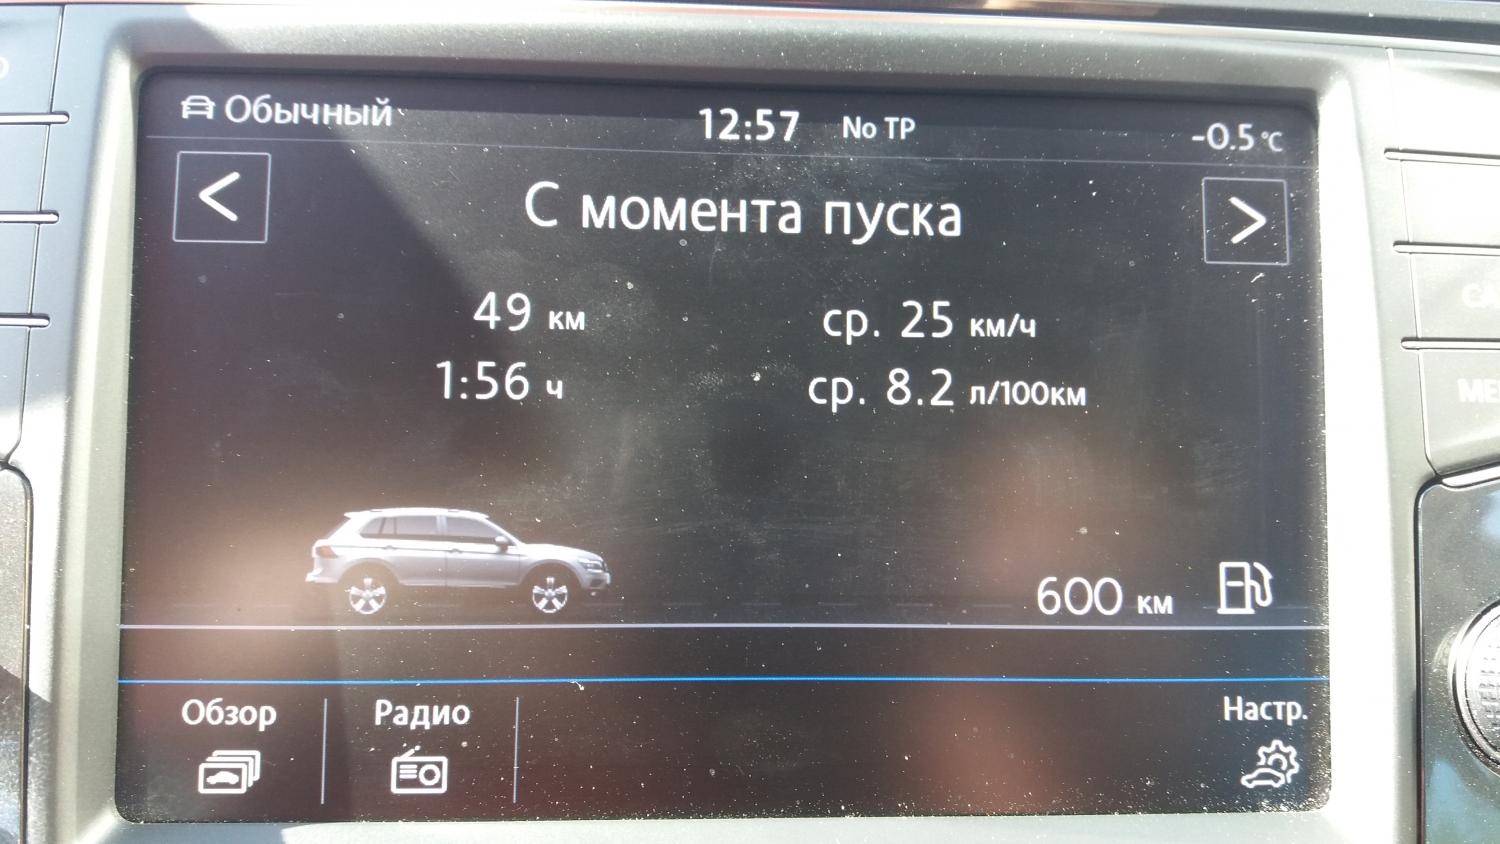 Обычный 12:57 No TP -0.5 °C
С момента пуска
49 км ср. 25 км/ч
1:56 ч ср. 8.2 л/100км
600 км
Обзор Радио Настр.